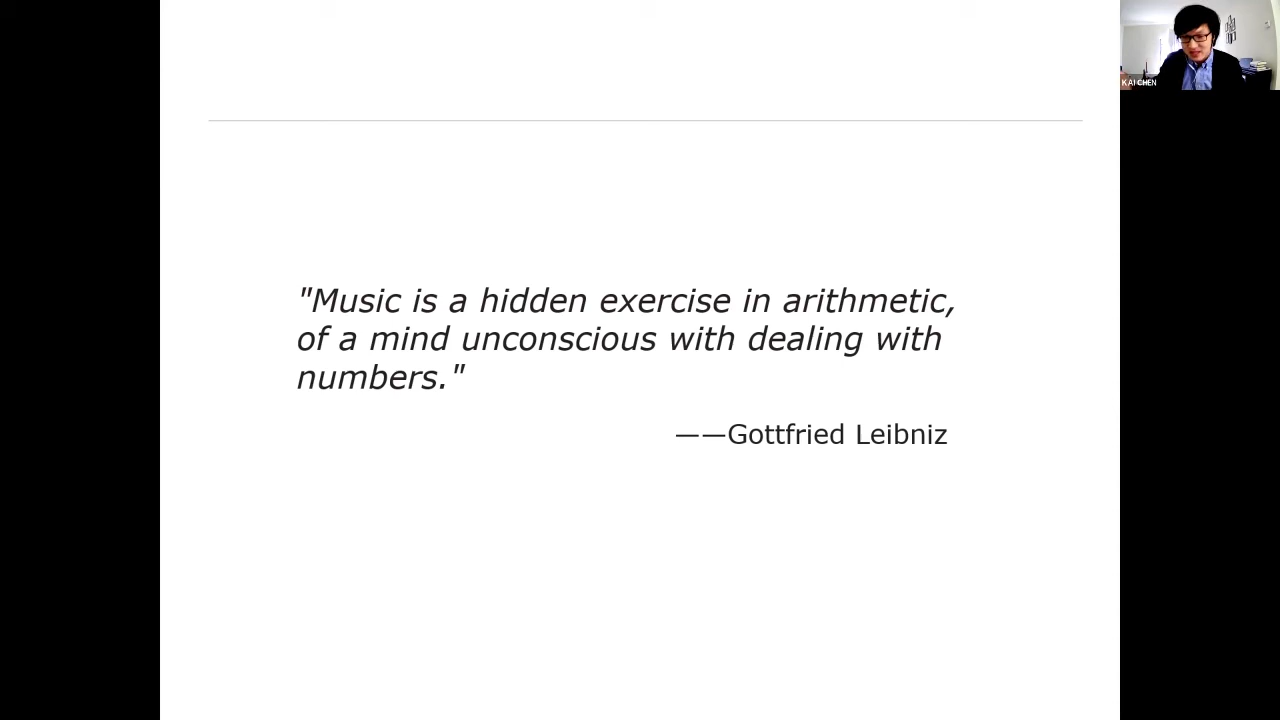 "Music is a hidden exercise in arithmetic,
of a mind unconscious with dealing with
numbers."
——Gottfried Leibniz
KAI CHEN